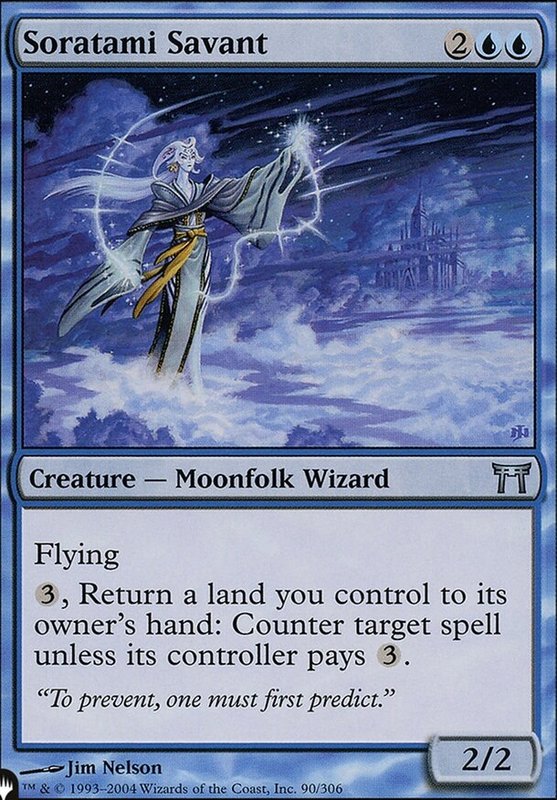 Soratami Savant 2
Creature — Moonfolk Wizard
Flying
3, Return a land you control to its
owner's hand: Counter target spell
unless its controller pays 3.
"To prevent, one must first predict."
Jim Nelson
2/2
™ & © 1993–2004 Wizards of the Coast, Inc. 90/306